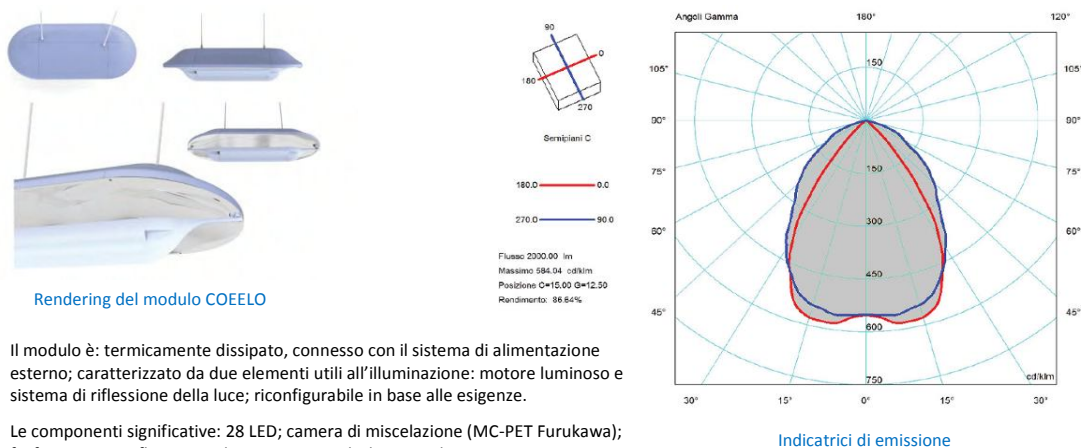 Rendering del modulo COEELO
Il modulo è: termicamente dissipato, connesso con il sistema di alimentazione
esterno; caratterizzato da due elementi utili all'illuminazione: motore luminoso e
sistema di riflessione della luce; riconfigurabile in base alle esigenze.
Le componenti significative: 28 LED; camera di miscelazione (MC-PET Furukawa);
90
0
180
270
Semipiani C
180.0 0.0
270.0 90.0
Flusso 2000.00 lm
Massimo 584.04 cd/klm
Posizione C=15.00 G=12.50
Rendimento: 86.64%
Angoli Gamma 180° 120°
105° 150 105°
90° 90°
75° 150 75°
60° 300 60°
450
45° 600 45°
750 cd/klm
30° 15° 0° 15° 30°
Indicatrici di emissione